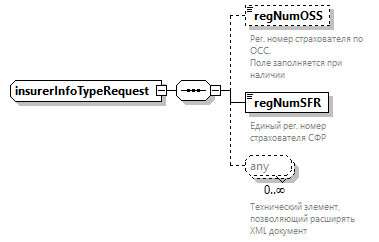 regNumOSS
Рег. номер страхователя по
ОСС.
Поле заполняется при
наличии
insurerInfoTypeRequest
regNumSFR
Единый рег. номер
страхователя СФР
any
0..∞
Технический элемент,
позволяющий расширять
XML документ